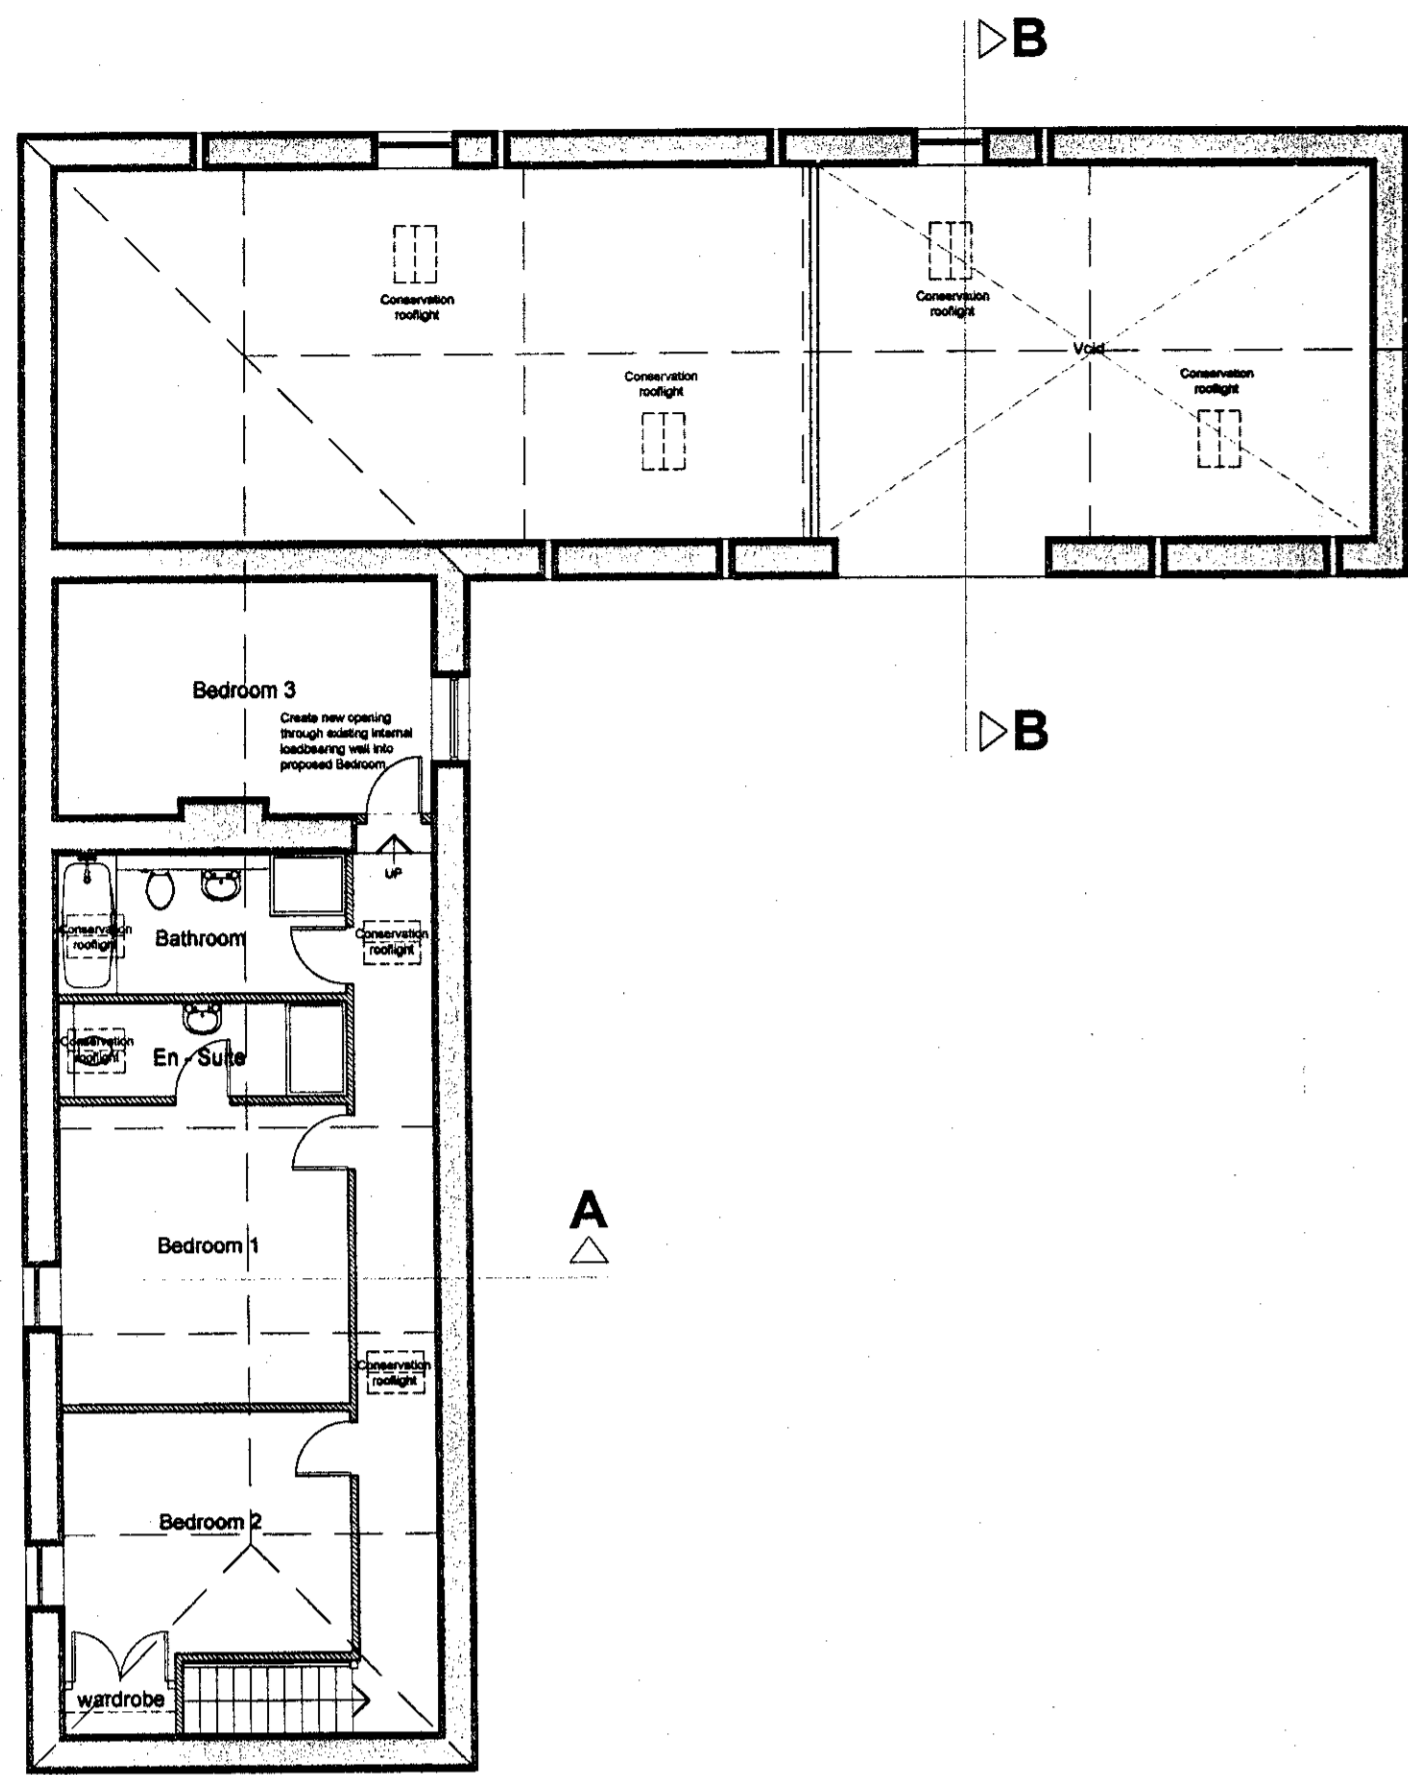 B
Conservation
rooflight
Conservation
rooflight
Void
Conservation
rooflight
Conservation
rooflight
Bedroom 3
Create new opening
through existing internal
loadbearing wall into
proposed Bedroom
B
UP
Conservation
rooflight
Bathroom
Conservation
rooflight
Conservation
rooflight
En - Suite
A
Bedroom 1
Conservation
rooflight
Bedroom 2
wardrobe